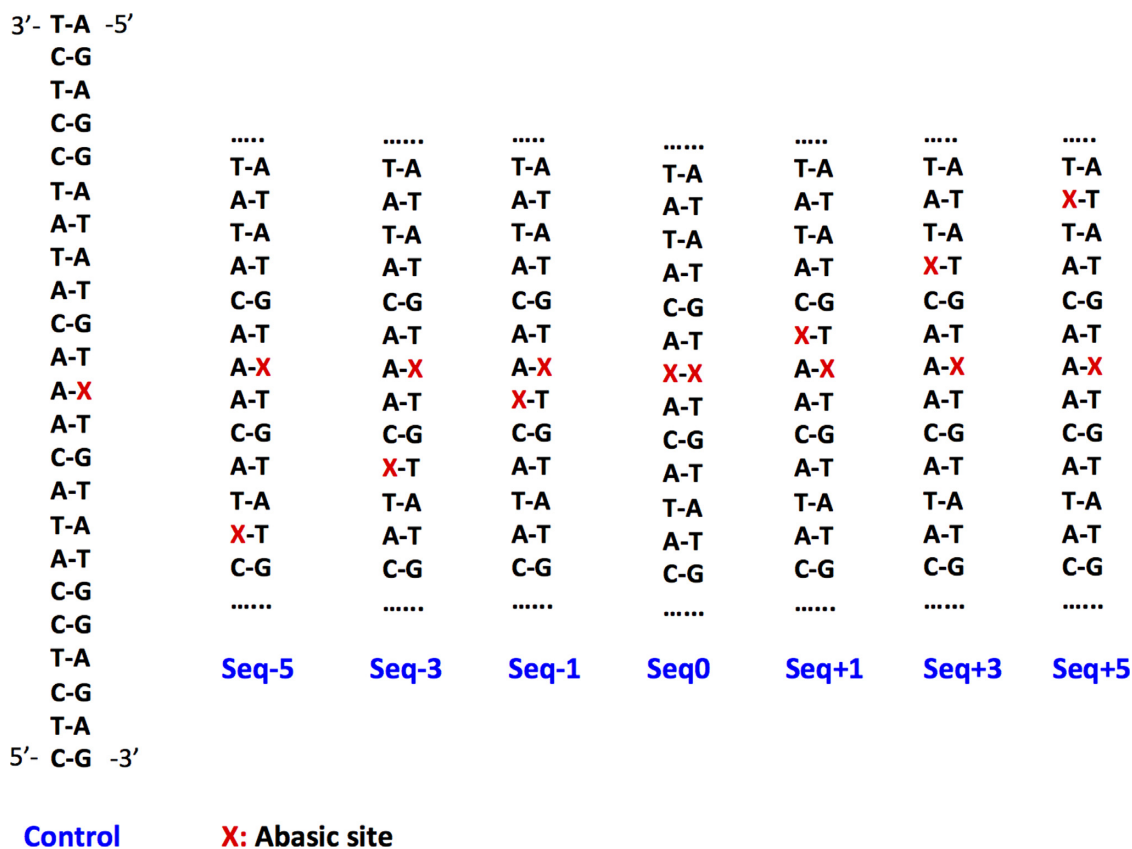 3’- T-A -5’
C-G
T-A
C-G
C-G
T-A
A-T
T-A
A-T
C-G
A-T
A-X
A-T
C-G
A-T
T-A
A-T
C-G
C-G
T-A
C-G
T-A
5’- C-G -3’
Control
.....
T-A
A-T
T-A
A-T
C-G
A-T
A-X
A-T
C-G
A-T
T-A
X-T
C-G
......
Seq-5
......
T-A
A-T
T-A
A-T
C-G
A-T
A-X
A-T
C-G
X-T
T-A
A-T
C-G
......
Seq-3
.....
T-A
A-T
T-A
A-T
C-G
A-T
A-X
X-T
C-G
A-T
T-A
A-T
C-G
......
Seq-1
......
T-A
A-T
T-A
A-T
C-G
A-T
X-X
A-T
C-G
A-T
T-A
A-T
C-G
......
Seq0
.....
T-A
A-T
T-A
A-T
C-G
X-T
A-X
A-T
C-G
A-T
T-A
A-T
C-G
......
Seq+1
.....
T-A
A-T
T-A
X-T
C-G
A-T
A-X
A-T
C-G
A-T
T-A
A-T
C-G
......
Seq+3
.....
T-A
X-T
T-A
A-T
C-G
A-T
A-X
A-T
C-G
A-T
T-A
A-T
C-G
......
Seq+5
X: Abasic site